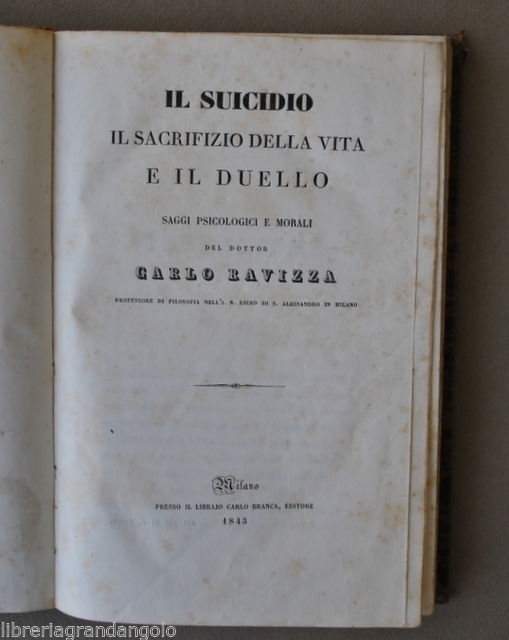 IL SUICIDIO
IL SACRIFIZIO DELLA VITA
E IL DUELLO
SAGGI PSICOLOGICI E MORALI
DEL DOTTOR
CARLO RAVIZZA
PROFESSORE DI FILOSOFIA NELL'I. R. LICEO DI S. ALESSANDRO IN MILANO
Milano
PRESSO IL LIBRAIO CARLO BRANCA, EDITORE
1843
libreriagrandangolo